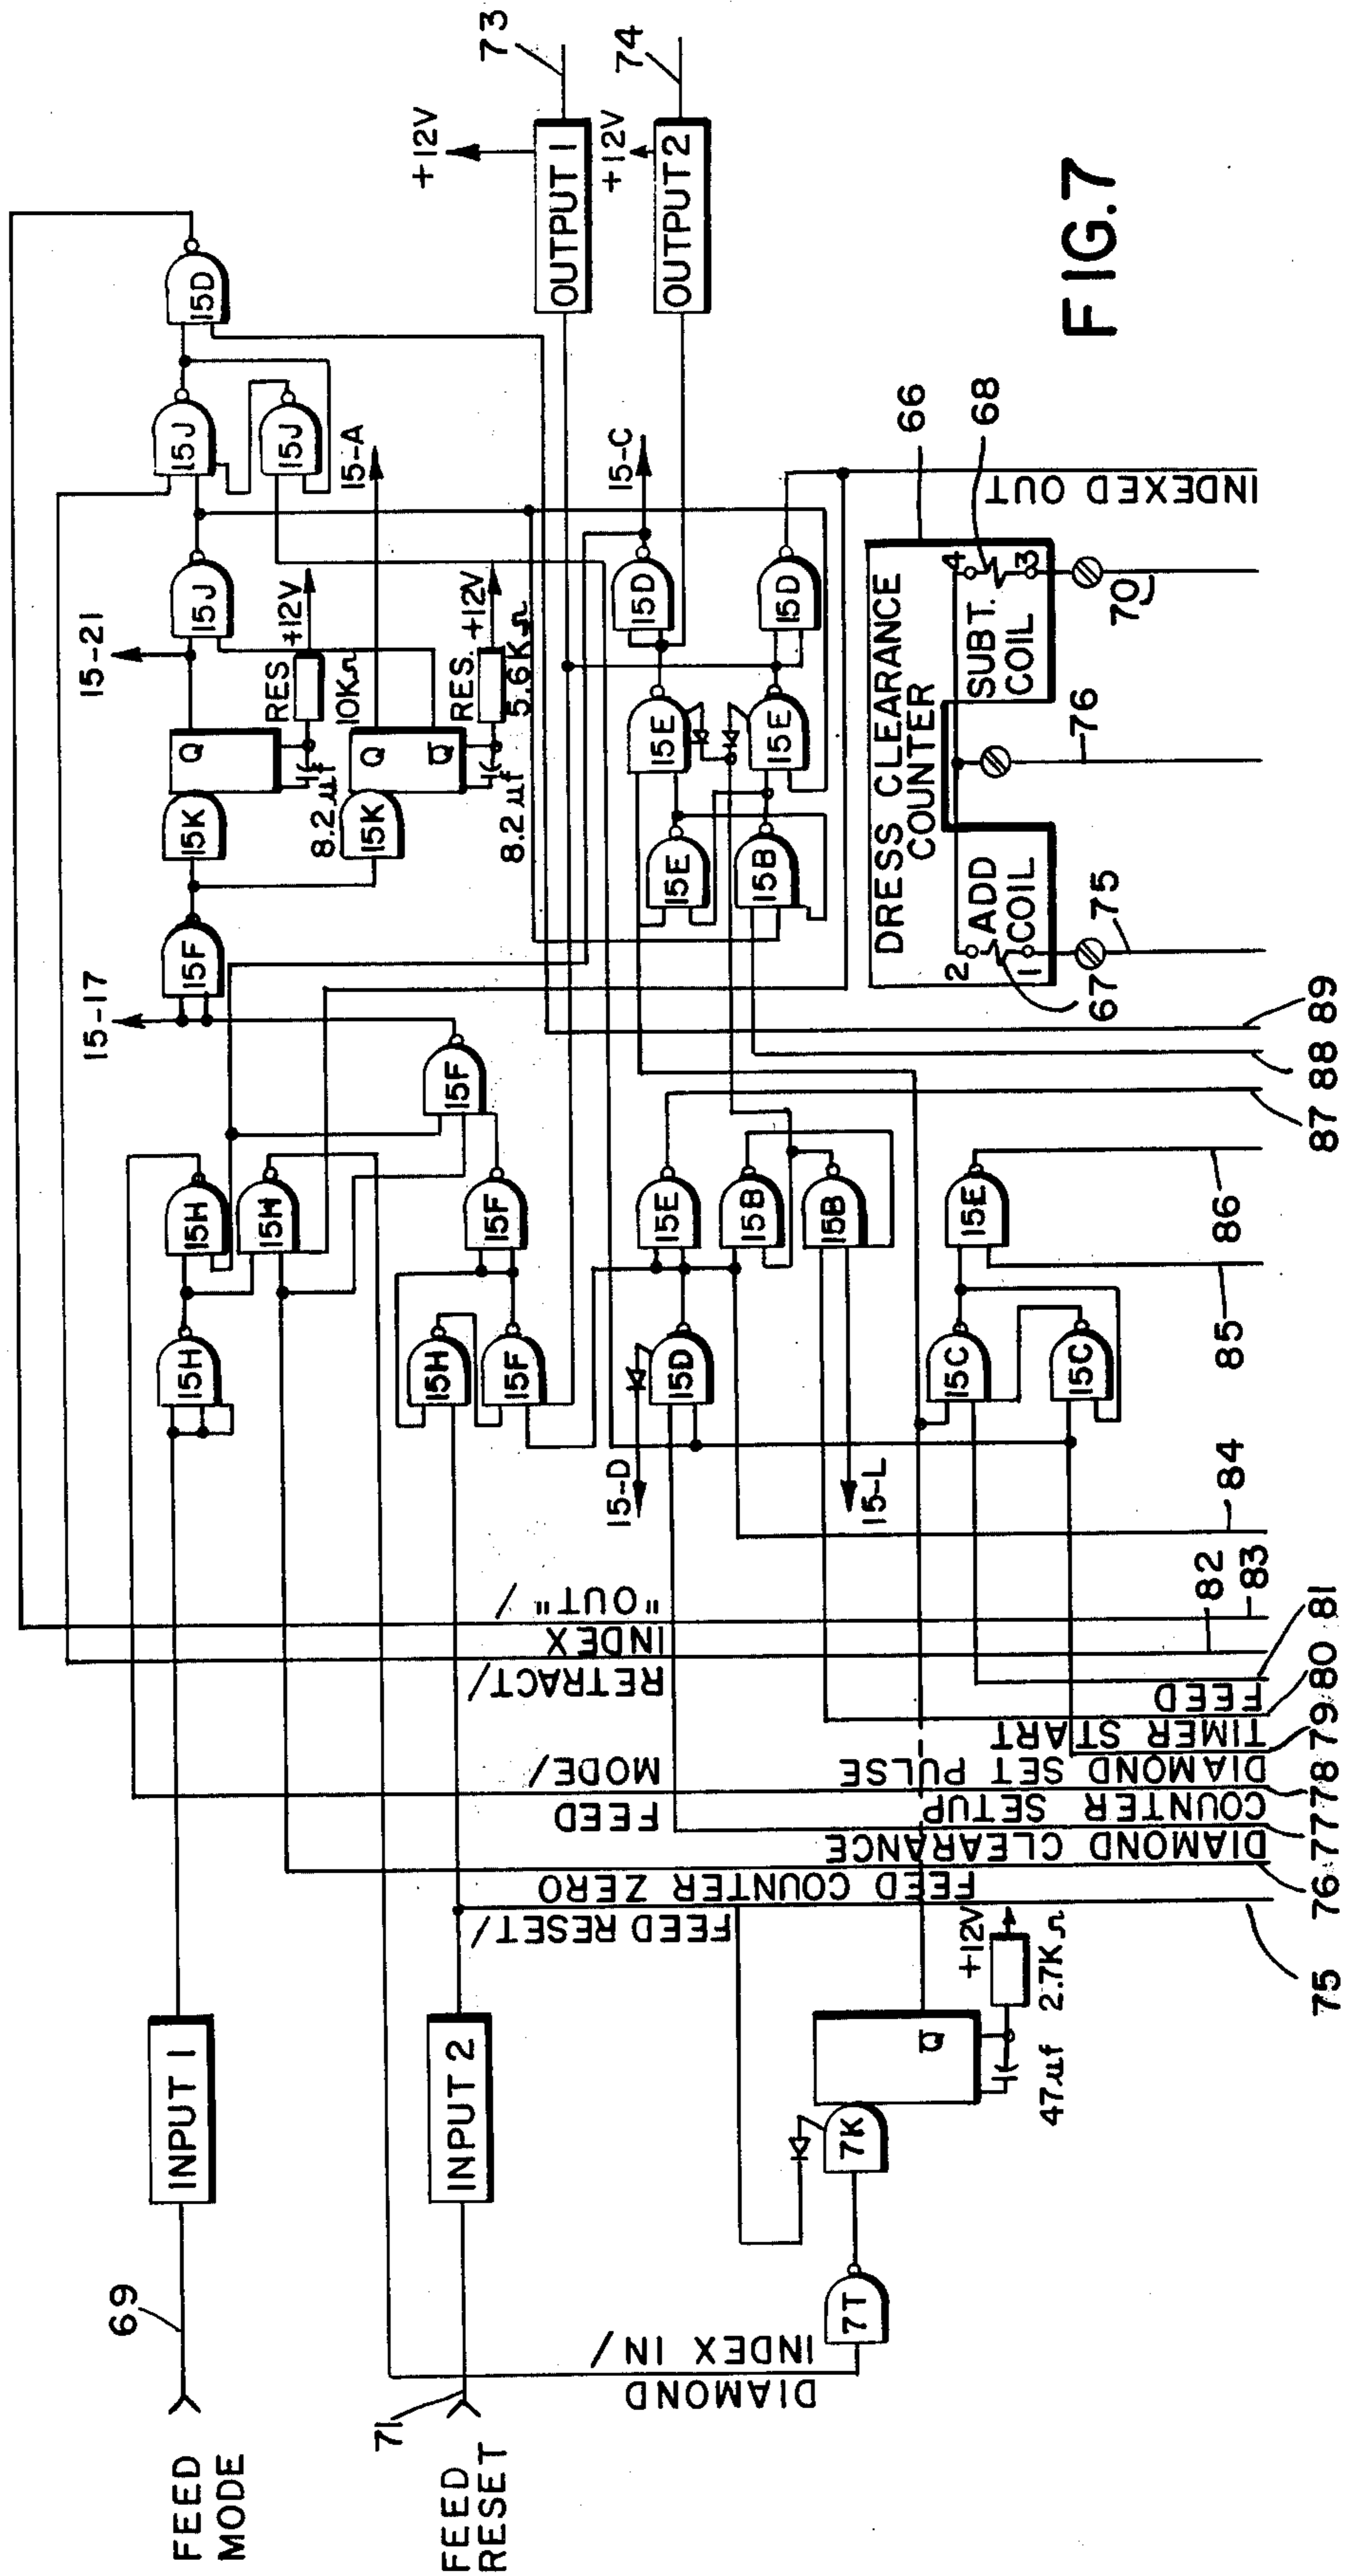 FEED
MODE
69
INPUT 1
FEED
RESET
71
INPUT 2
DIAMOND
INDEX IN/
7T
7K
Q̅
+12V
47µf
2.7KΩ
FEED RESET/
FEED COUNTER ZERO
DIAMOND CLEARANCE
COUNTER SETUP
FEED
MODE/
DIAMOND SET PULSE
TIMER START
FEED
RETRACT/
INDEX
"OUT"/
75
76
77
78
79
80
81
82
83
84
85
86
87
88
89
15H
15H
15H
15H
15F
15F
15F
15F
15-17
15D
15-D
15E
15B
15B
15-L
15C
15C
15E
15K
Q
15-21
RES
10KΩ
+12V
8.2µf
15K
Q
Q̅
15-A
RES.
5.6KΩ
+12V
8.2µf
15J
15J
15J
15D
15E
15B
15E
15E
15D
15D
15-C
+12V
OUTPUT 1
73
+12V
OUTPUT 2
74
INDEXED OUT
DRESS CLEARANCE
COUNTER
66
2
ADD
COIL
1
67
4
SUBT.
COIL
3
68
75
76
70
FIG.7